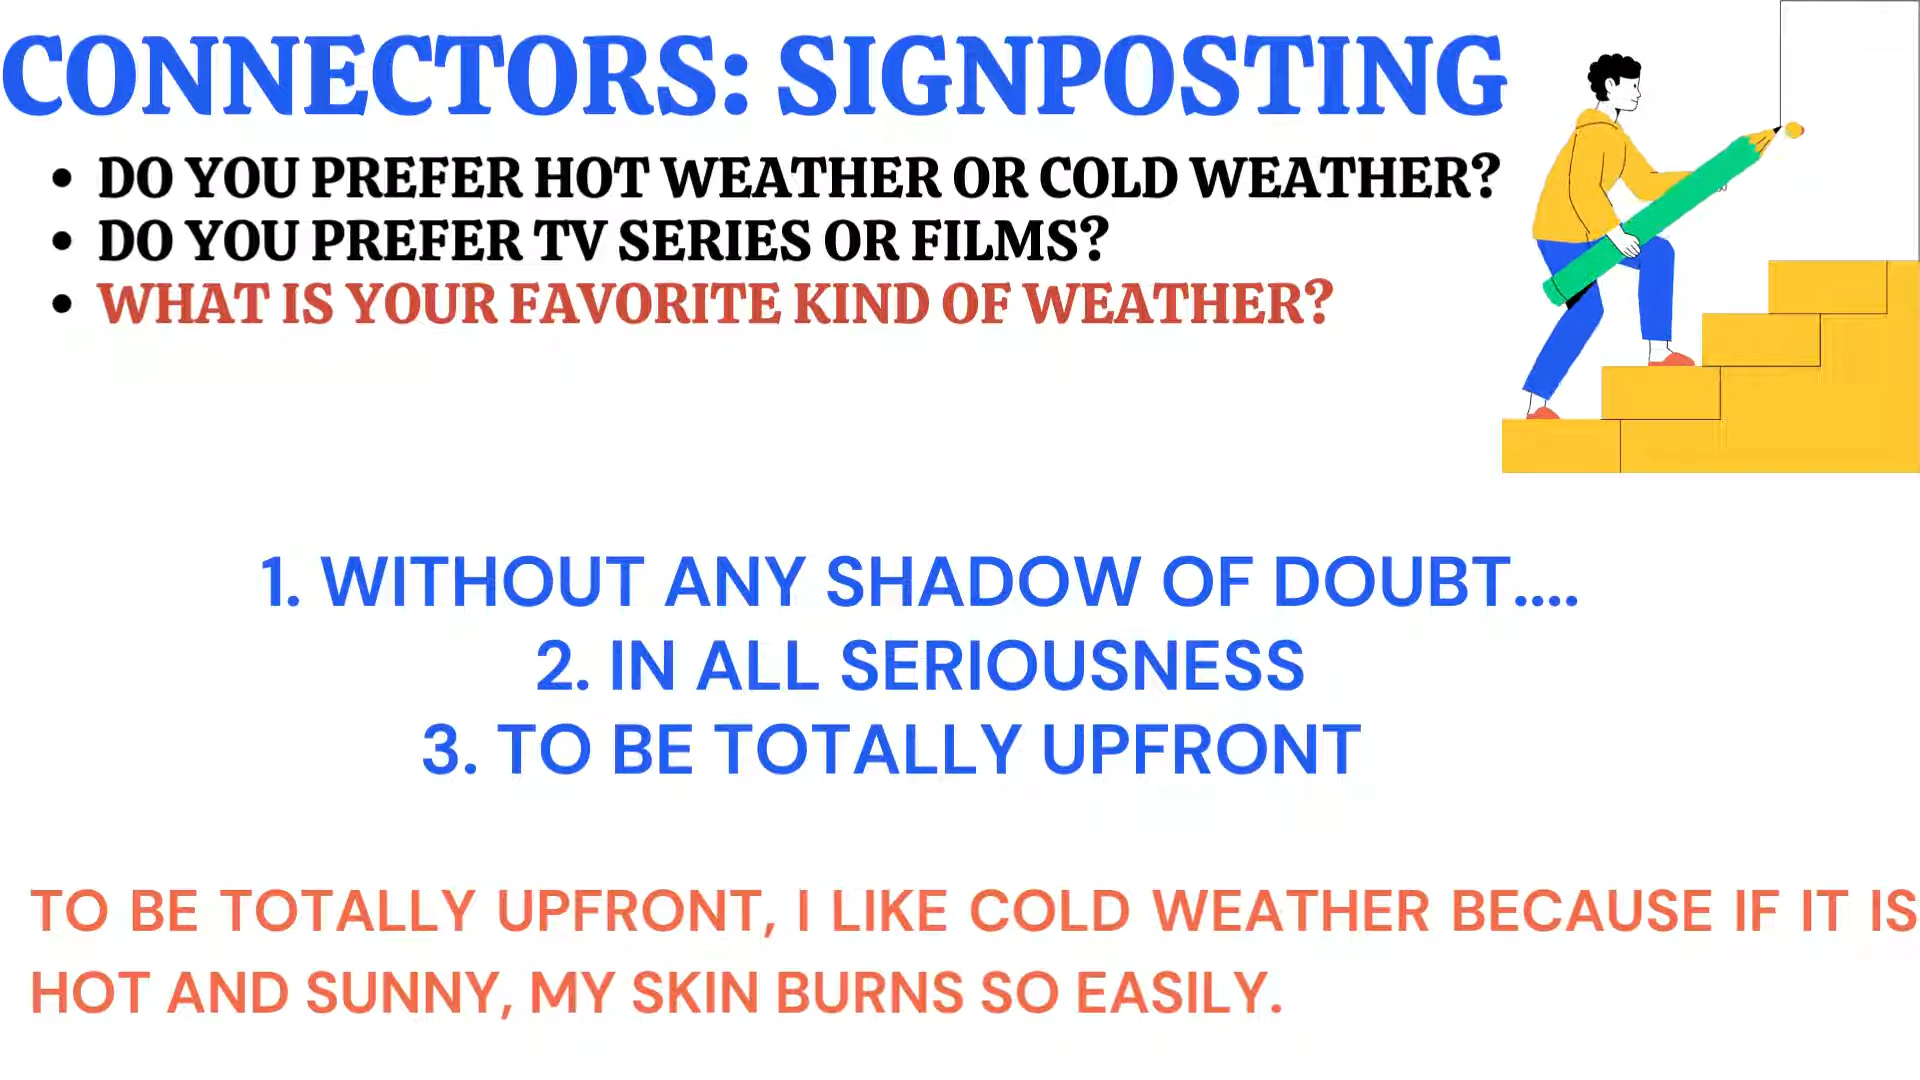 CONNECTORS: SIGNPOSTING
• DO YOU PREFER HOT WEATHER OR COLD WEATHER?
• DO YOU PREFER TV SERIES OR FILMS?
• WHAT IS YOUR FAVORITE KIND OF WEATHER?
1. WITHOUT ANY SHADOW OF DOUBT....
2. IN ALL SERIOUSNESS
3. TO BE TOTALLY UPFRONT
TO BE TOTALLY UPFRONT, I LIKE COLD WEATHER BECAUSE IF IT IS
HOT AND SUNNY, MY SKIN BURNS SO EASILY.